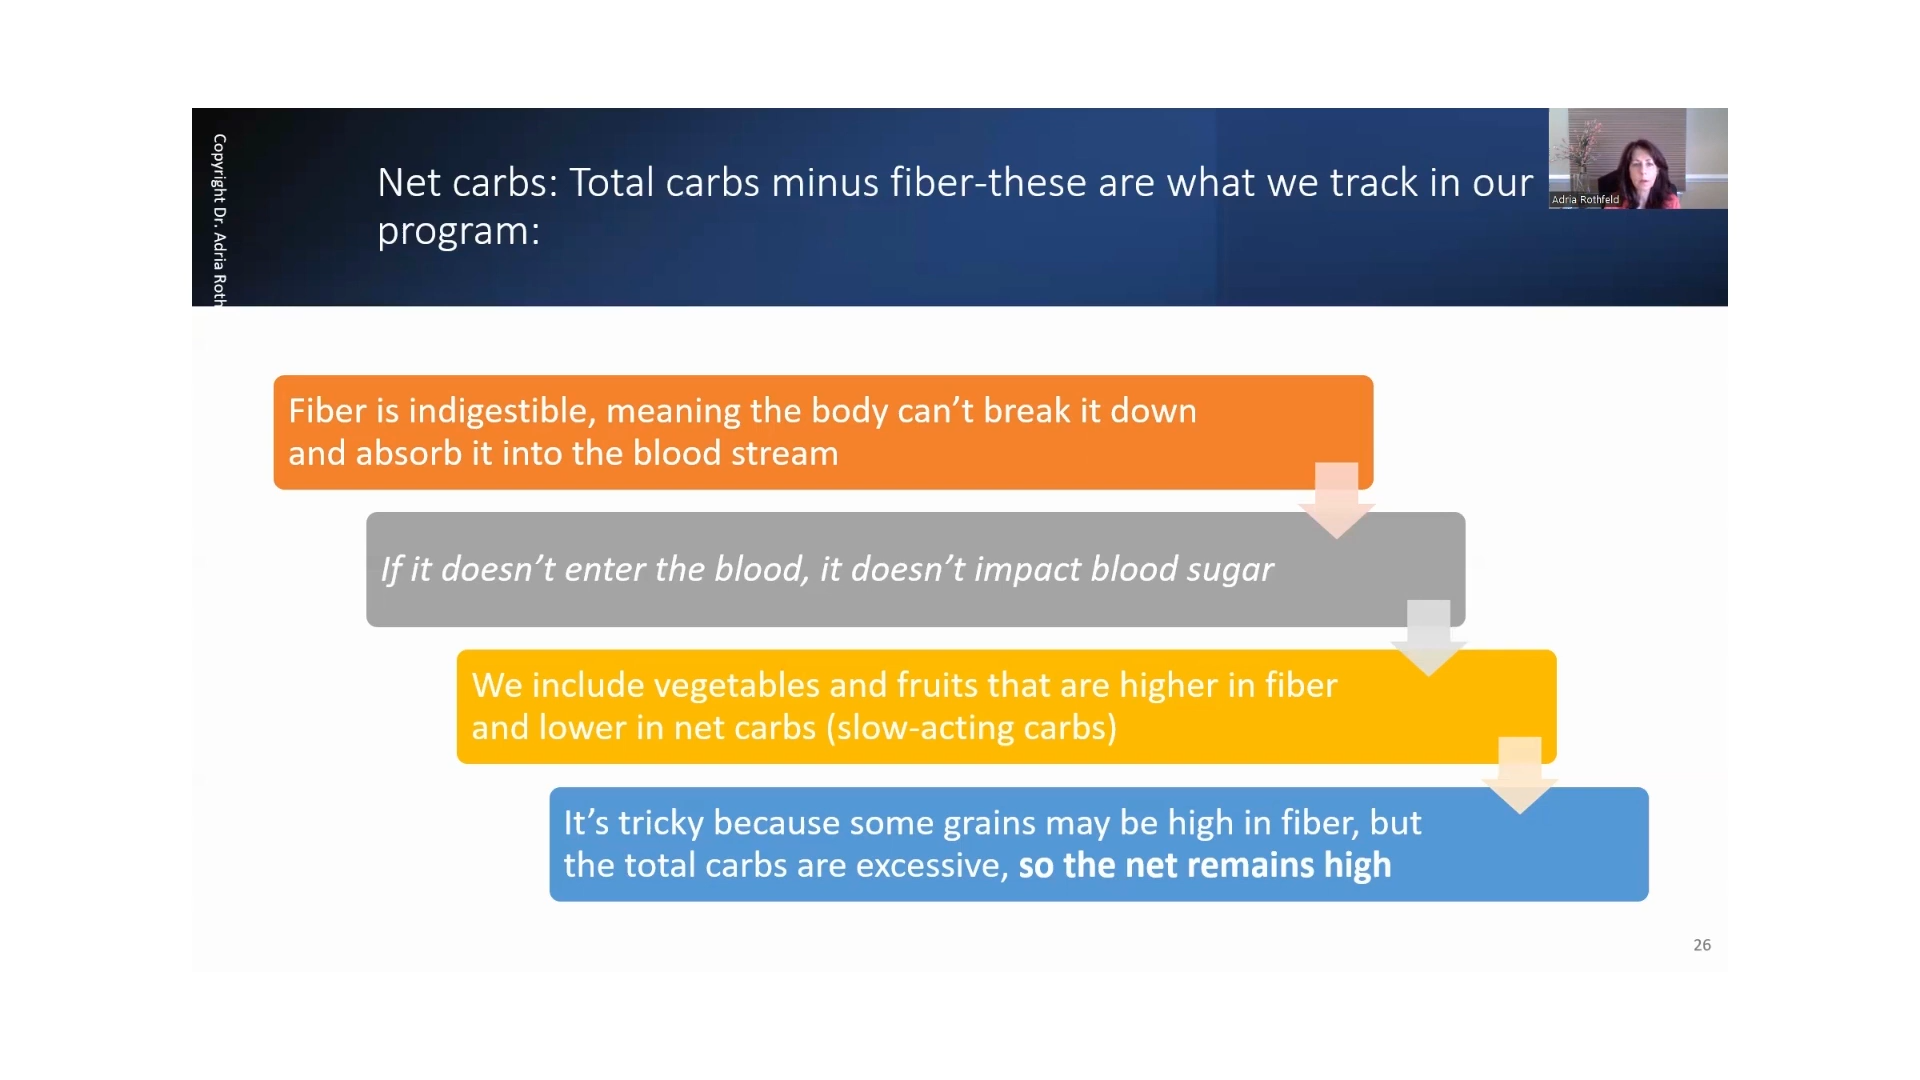 Copyright Dr. Adria Roth
Net carbs: Total carbs minus fiber-these are what we track in our
program:
Adria Rothfeld
Fiber is indigestible, meaning the body can’t break it down
and absorb it into the blood stream
If it doesn’t enter the blood, it doesn’t impact blood sugar
We include vegetables and fruits that are higher in fiber
and lower in net carbs (slow-acting carbs)
It’s tricky because some grains may be high in fiber, but
the total carbs are excessive, so the net remains high
26